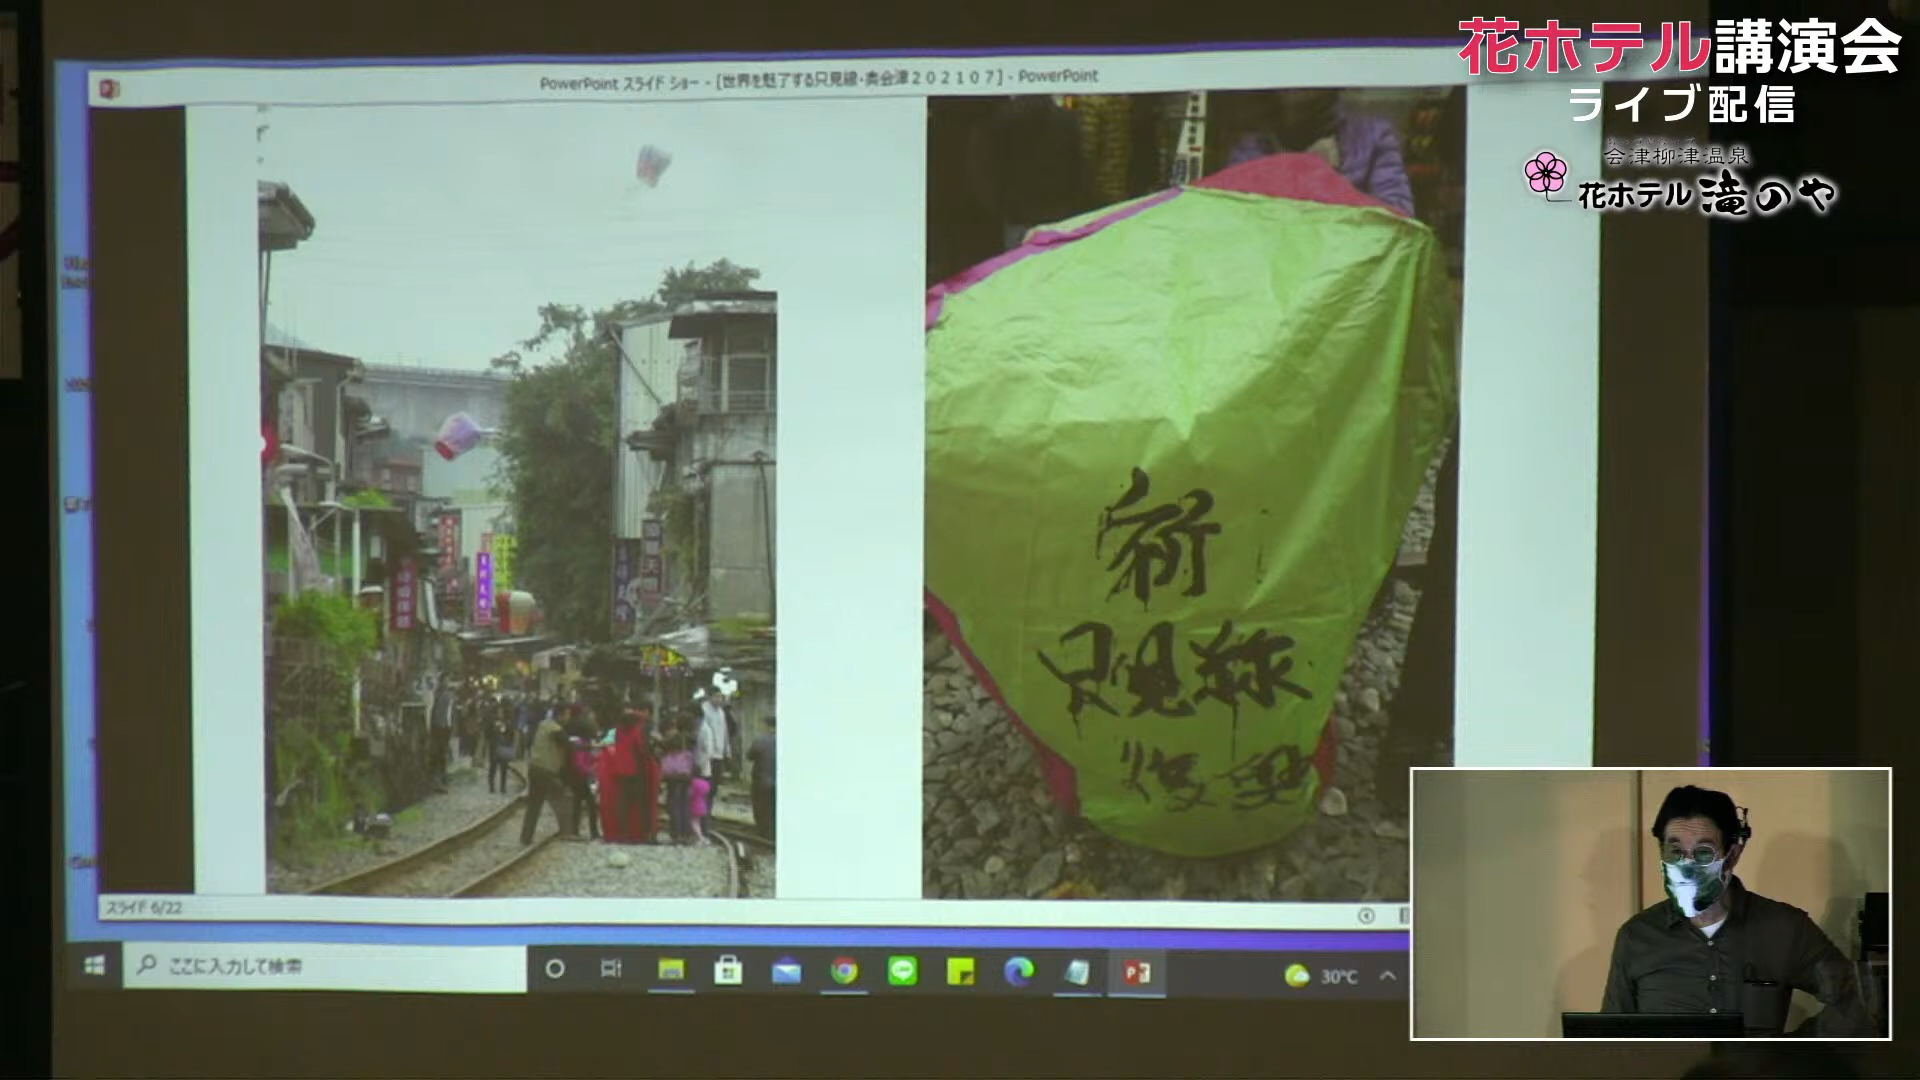 花ホテル講演会
ライブ配信
会津柳津温泉
花ホテル 滝のや
PowerPoint スライド ショー - [世界を魅了する只見線・奥会津202107] - PowerPoint
祈
只見線
復興
スライド 6/22
ここに入力して検索
30°C